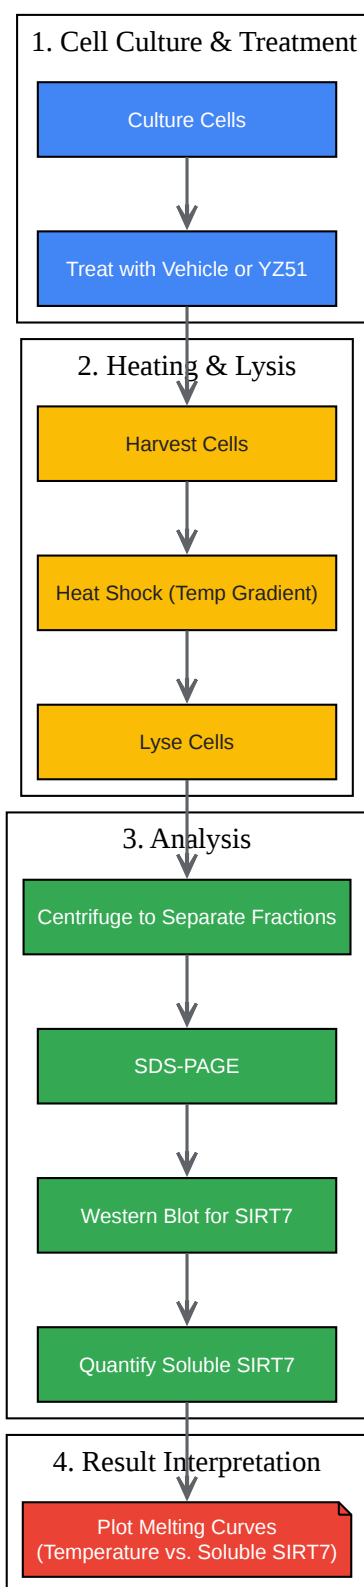 1. Cell Culture & Treatment
Culture Cells
Treat with Vehicle or YZ51
2. Heating & Lysis
Harvest Cells
Heat Shock (Temp Gradient)
Lyse Cells
3. Analysis
Centrifuge to Separate Fractions
SDS-PAGE
Western Blot for SIRT7
Quantify Soluble SIRT7
4. Result Interpretation
Plot Melting Curves
(Temperature vs. Soluble SIRT7)